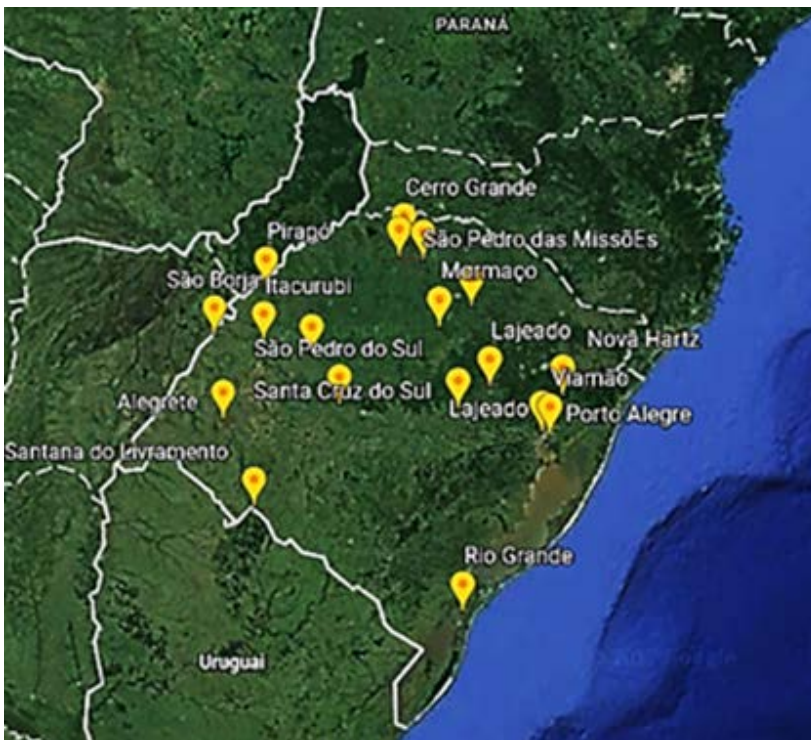 PARANÁ
Cerro Grande
Pirapó
São Pedro das MissõEs
São Borja
Itacurubi
Mormaço
Lajeado
Nova Hartz
São Pedro do Sul
Viamão
Alegrete
Santa Cruz do Sul
Lajeado
Porto Alegre
Santana do Livramento
Rio Grande
Uruguai